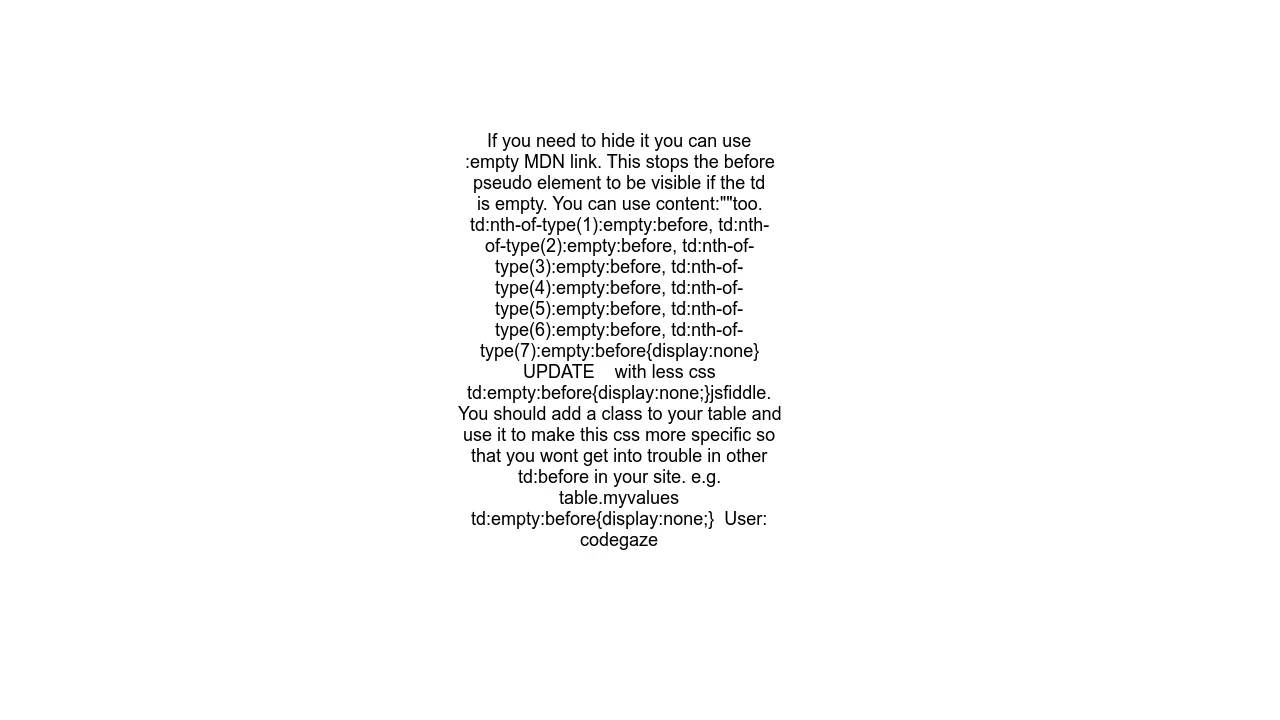 If you need to hide it you can use
:empty MDN link. This stops the before
pseudo element to be visible if the td
is empty. You can use content:""too.
td:nth-of-type(1):empty:before, td:nth-
of-type(2):empty:before, td:nth-of-
type(3):empty:before, td:nth-of-
type(4):empty:before, td:nth-of-
type(5):empty:before, td:nth-of-
type(6):empty:before, td:nth-of-
type(7):empty:before{display:none}
UPDATE    with less css
td:empty:before{display:none;}jsfiddle.
You should add a class to your table and
use it to make this css more specific so
that you wont get into trouble in other
td:before in your site. e.g.
table.myvalues
td:empty:before{display:none;}  User:
codegaze